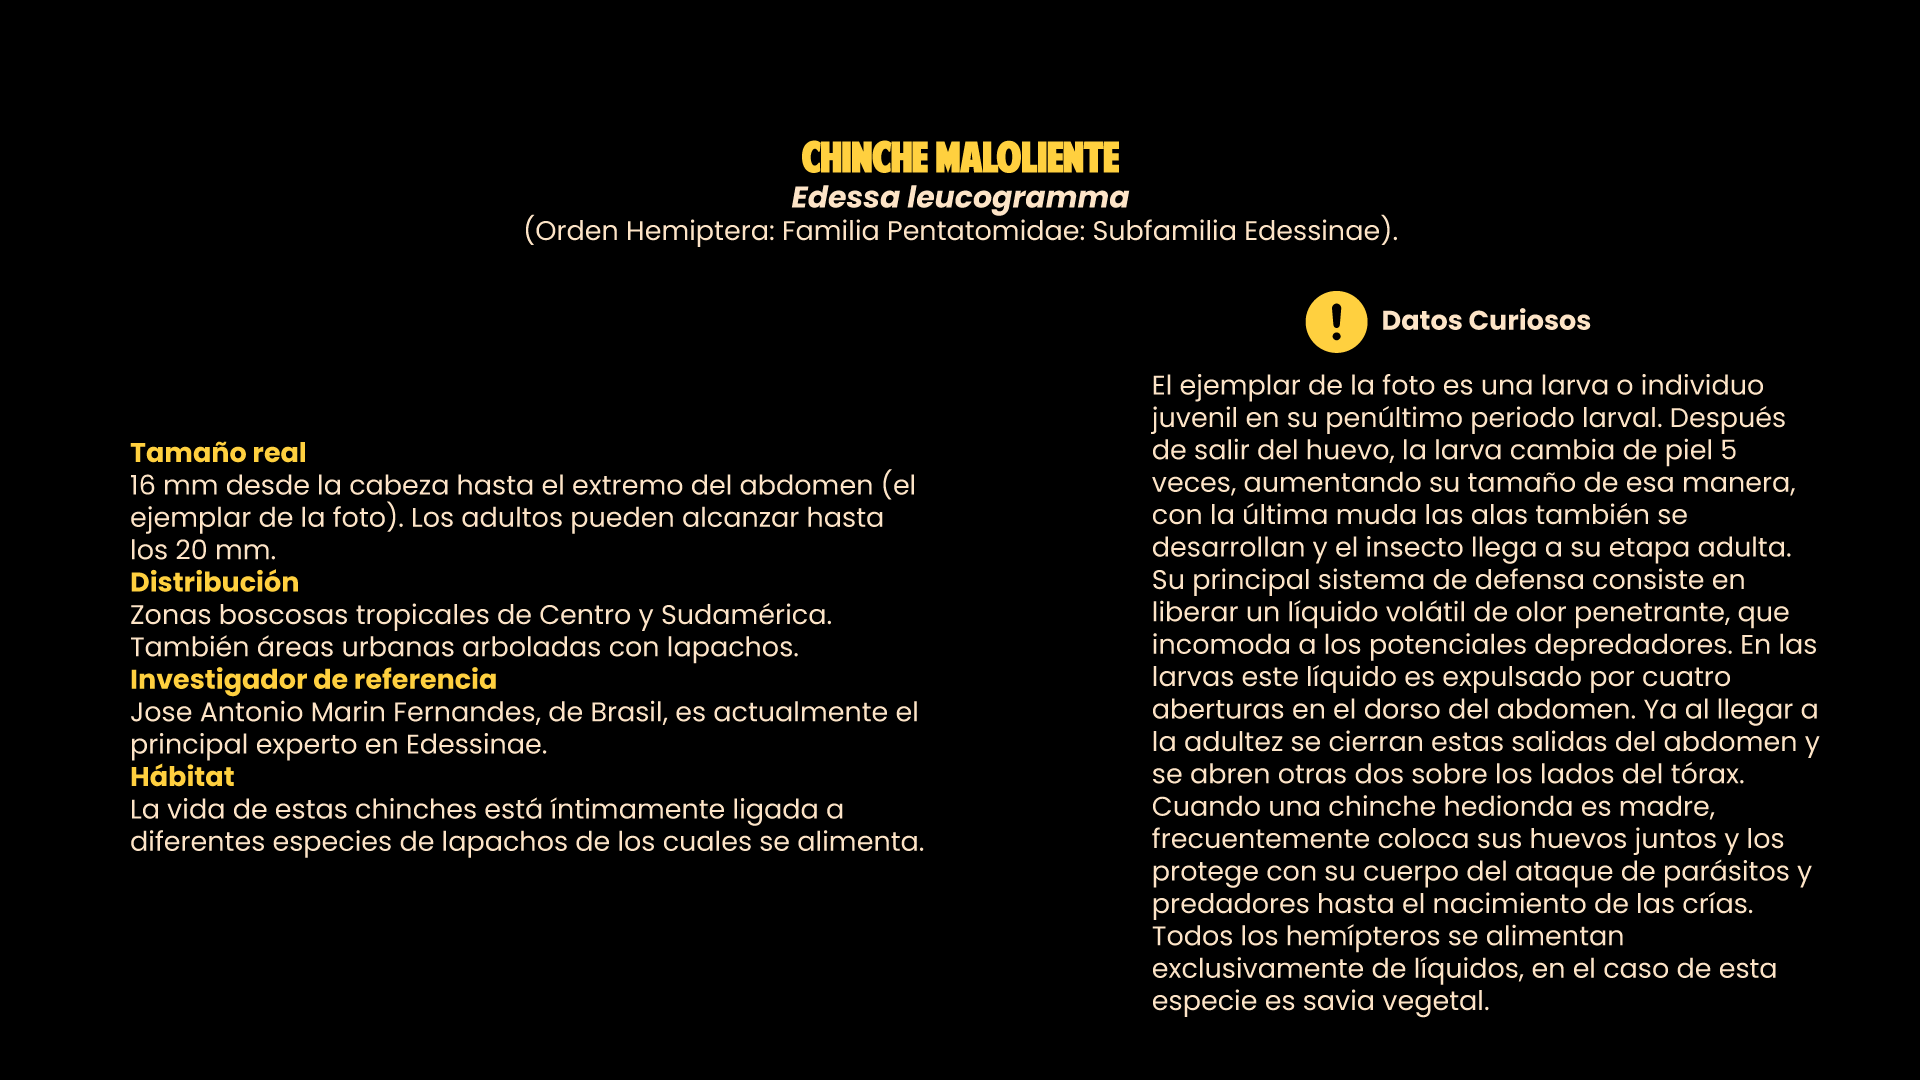 CHINCHE MALOLIENTE
Edessa leucogramma
(Orden Hemiptera: Familia Pentatomidae: Subfamilia Edessinae).
Tamaño real
16 mm desde la cabeza hasta el extremo del abdomen (el
ejemplar de la foto). Los adultos pueden alcanzar hasta
los 20 mm.
Distribución
Zonas boscosas tropicales de Centro y Sudamérica.
También áreas urbanas arboladas con lapachos.
Investigador de referencia
Jose Antonio Marin Fernandes, de Brasil, es actualmente el
principal experto en Edessinae.
Hábitat
La vida de estas chinches está íntimamente ligada a
diferentes especies de lapachos de los cuales se alimenta.
Datos Curiosos
El ejemplar de la foto es una larva o individuo
juvenil en su penúltimo periodo larval. Después
de salir del huevo, la larva cambia de piel 5
veces, aumentando su tamaño de esa manera,
con la última muda las alas también se
desarrollan y el insecto llega a su etapa adulta.
Su principal sistema de defensa consiste en
liberar un líquido volátil de olor penetrante, que
incomoda a los potenciales depredadores. En las
larvas este líquido es expulsado por cuatro
aberturas en el dorso del abdomen. Ya al llegar a
la adultez se cierran estas salidas del abdomen y
se abren otras dos sobre los lados del tórax.
Cuando una chinche hedionda es madre,
frecuentemente coloca sus huevos juntos y los
protege con su cuerpo del ataque de parásitos y
predadores hasta el nacimiento de las crías.
Todos los hemípteros se alimentan
exclusivamente de líquidos, en el caso de esta
especie es savia vegetal.